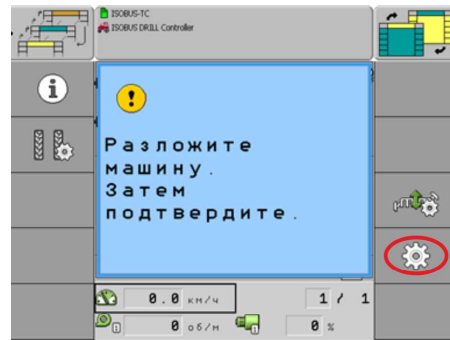 ISOBUS-TC
ISOBUS DRILL Controller
Разложите
машину.
Затем
подтвердите.
0.0 км/ч 1 / 1
0 об/м 0 %